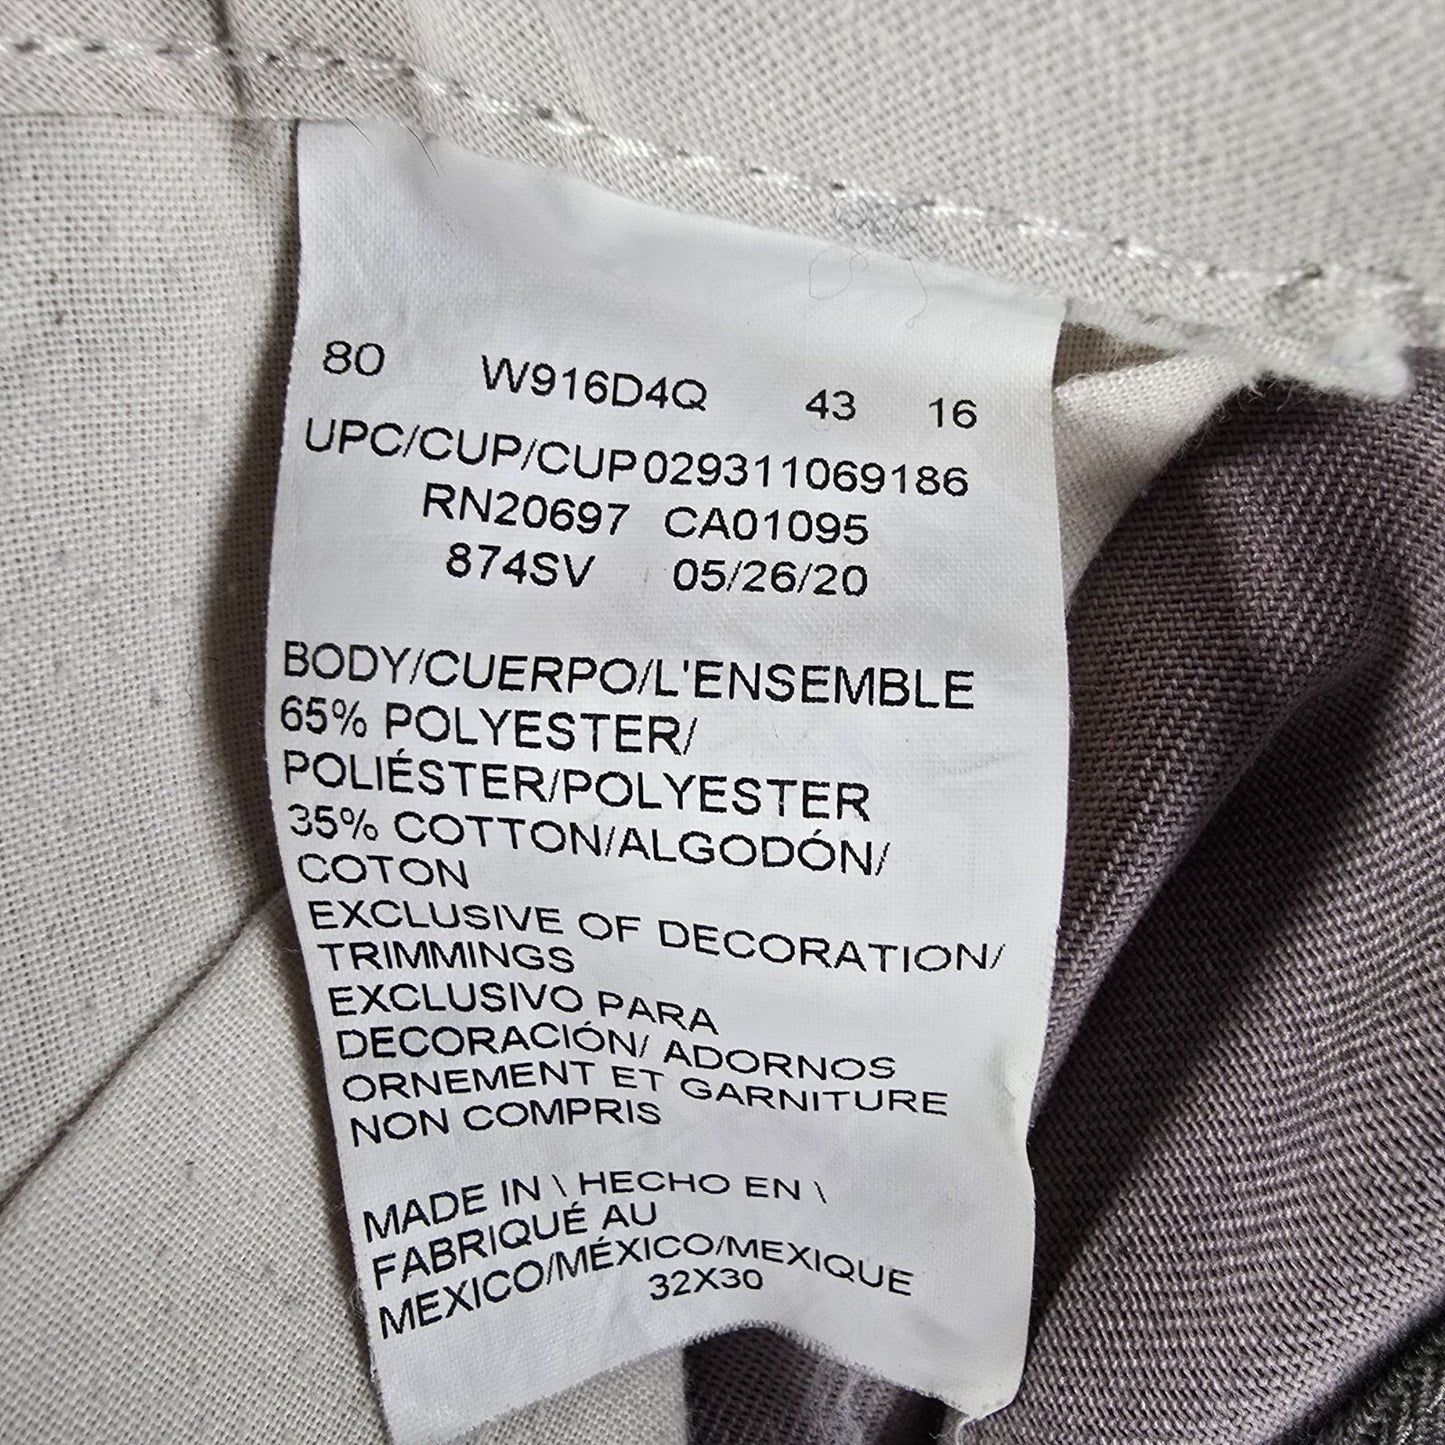 80 W916D4Q 43 16
UPC/CUP/CUP029311069186
RN20697 CA01095
874SV 05/26/20
BODY/CUERPO/L'ENSEMBLE
65% POLYESTER/
POLIÉSTER/POLYESTER
35% COTTON/ALGODÓN/
COTON
EXCLUSIVE OF DECORATION/
TRIMMINGS
EXCLUSIVO PARA
DECORACIÓN/ ADORNOS
ORNEMENT ET GARNITURE
NON COMPRIS
MADE IN \ HECHO EN \
FABRIQUÉ AU
MEXICO/MÉXICO/MEXIQUE
32X30